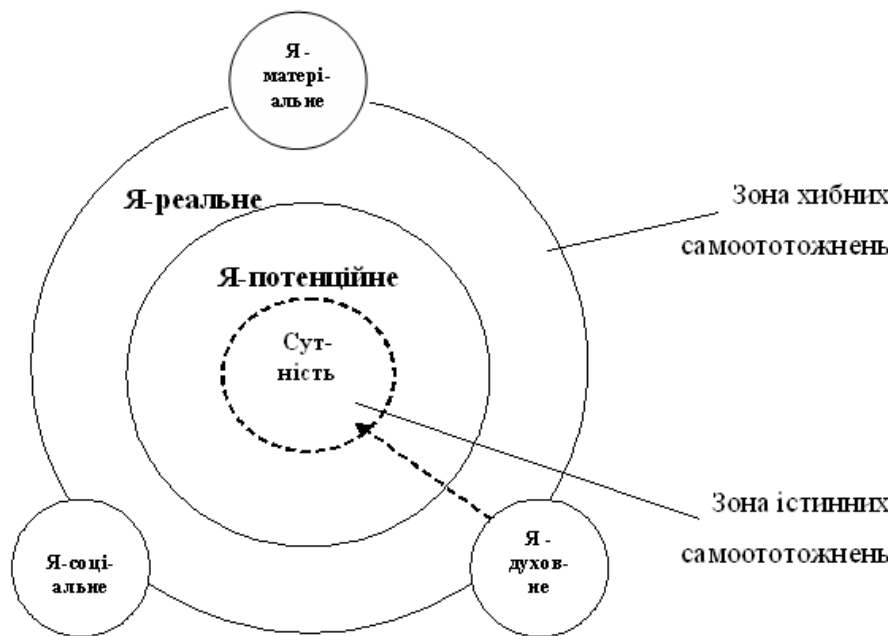 Я -
матері-
альне
Я-реальне
Зона хибних
самоототожнень
Я-потенційне
Сут-
ність
Зона істинних
самоототожнень
Я-соці-
альне
Я -
духов-
не